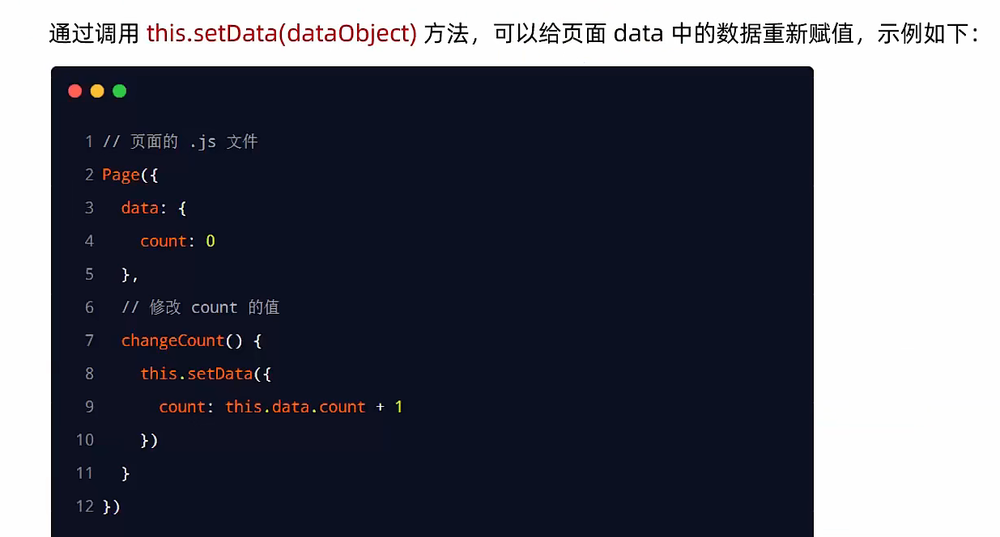 通过调用 this.setData(dataObject) 方法，可以给页面 data 中的数据重新赋值，示例如下：
1 // 页面的 .js 文件
2 Page({
3   data: {
4     count: 0
5   },
6   // 修改 count 的值
7   changeCount() {
8     this.setData({
9       count: this.data.count + 1
10     })
11   }
12 })